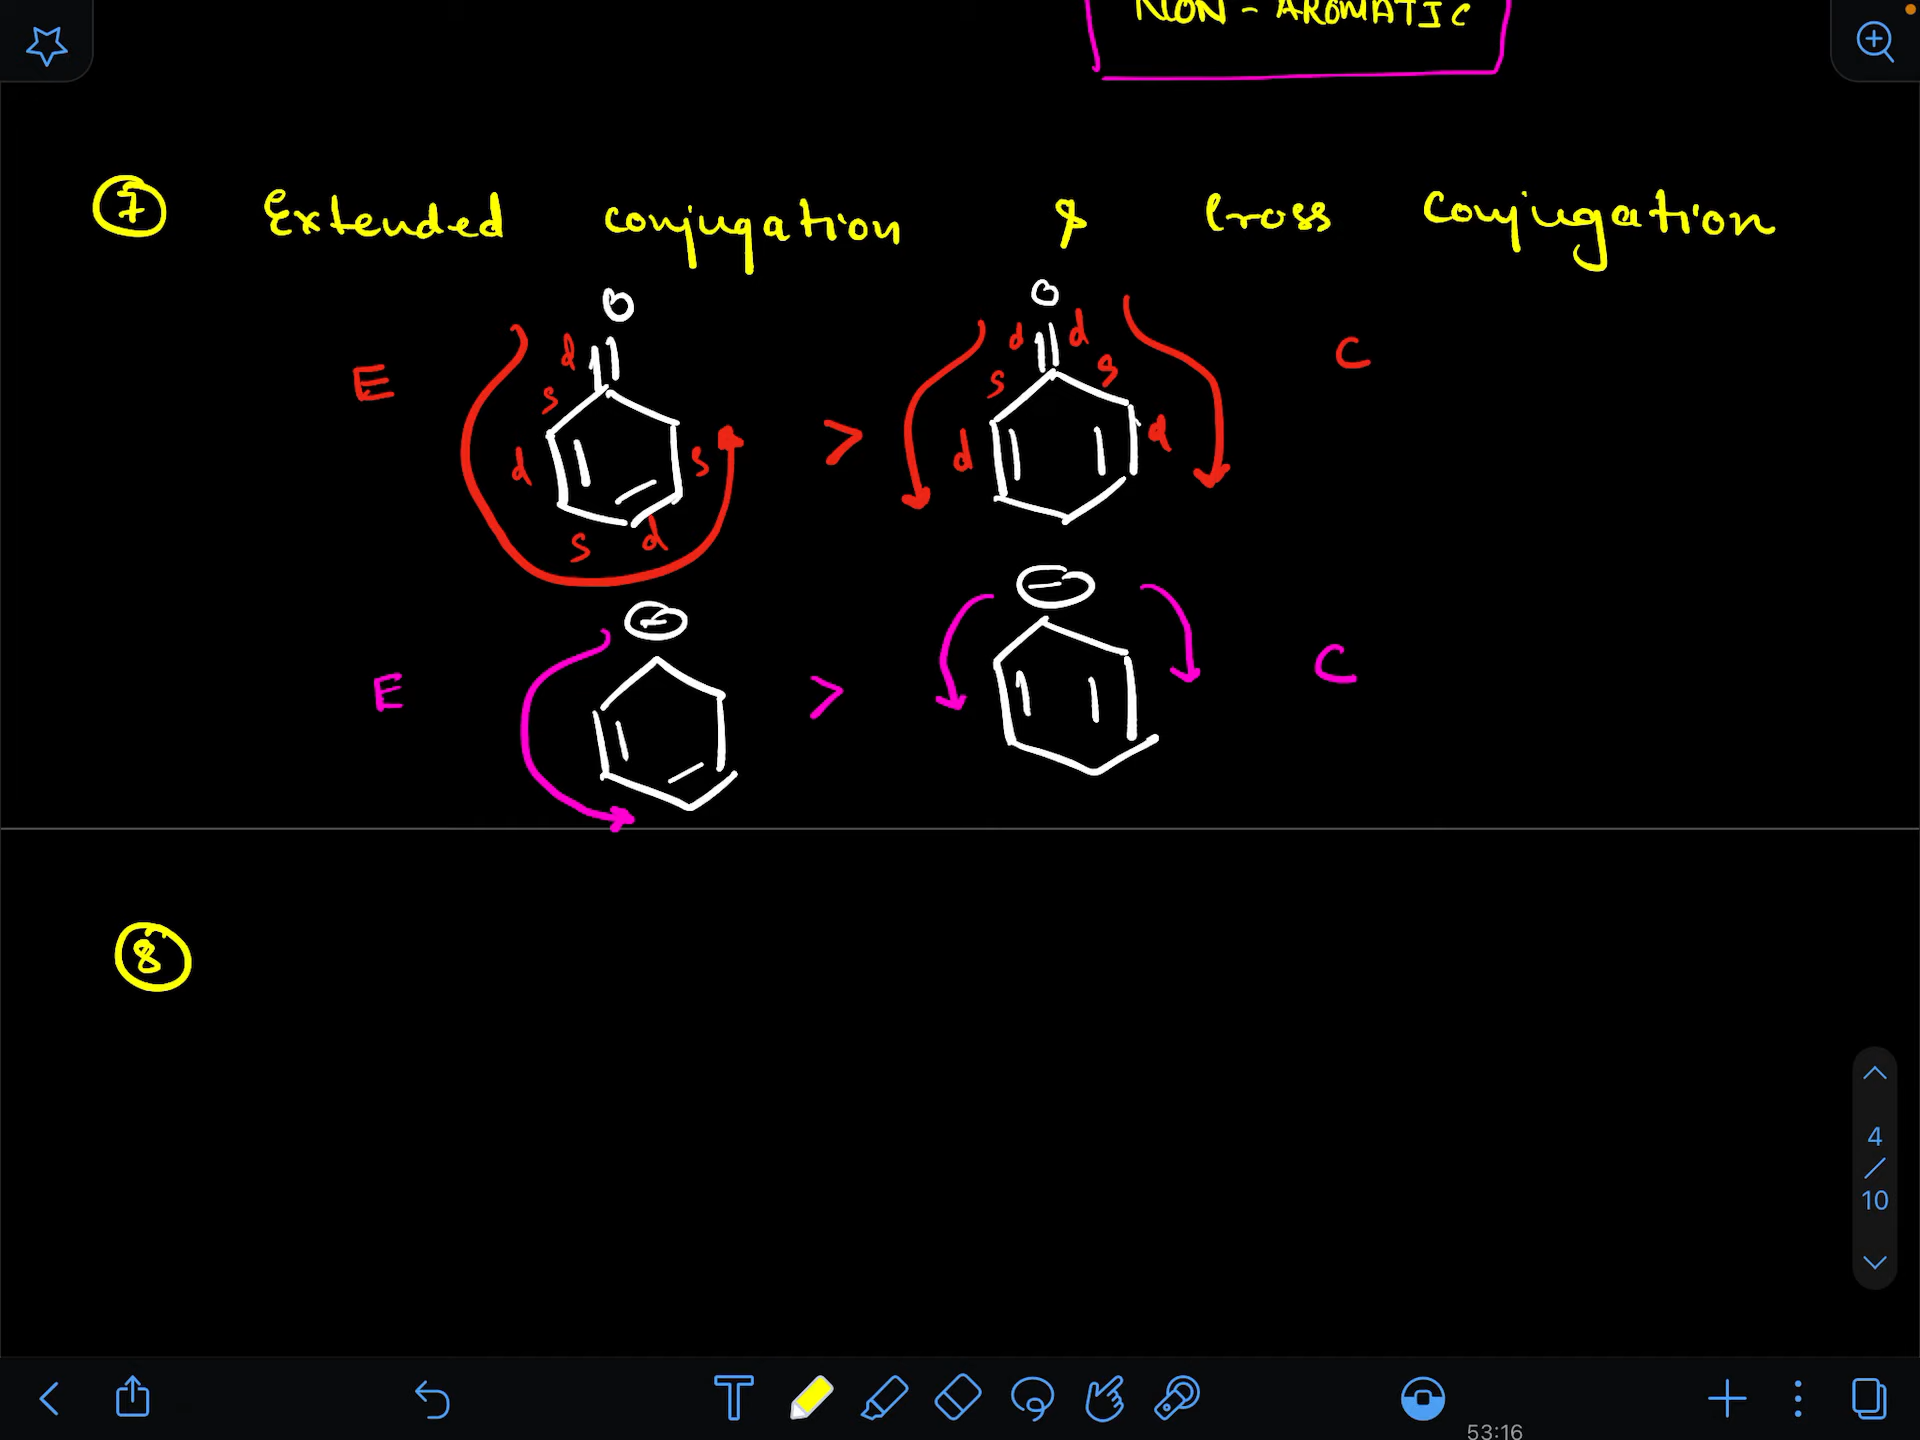 NON - AROMATIC
7 Extended conjugation & Cross Conjugation
O O
E d s d s d s > d d s s d d C
⊖ ⊖
E > C
8
4
/
10
T
53:16